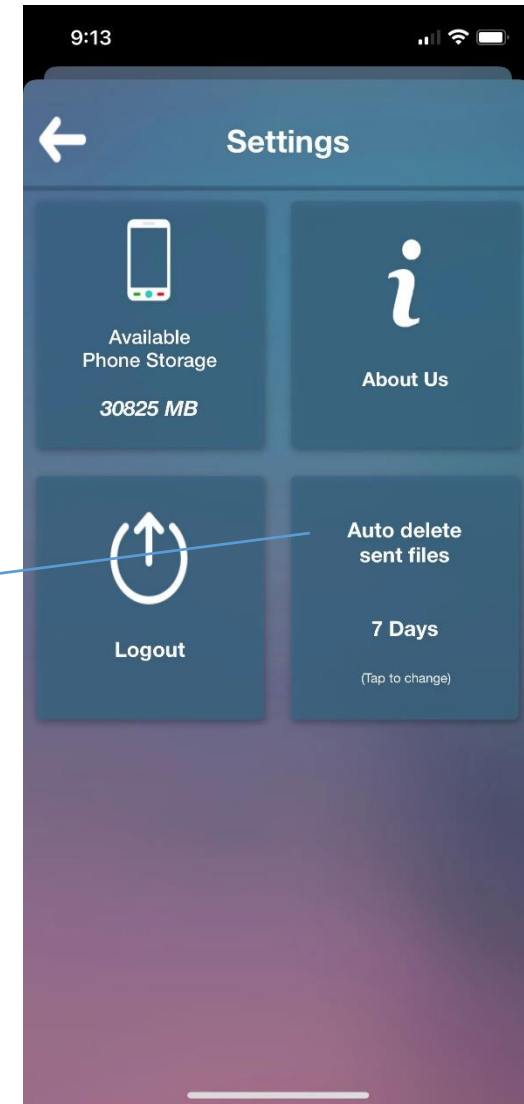 9:13
Settings
Available
Phone Storage
30825 MB
About Us
Logout
Auto delete
sent files
7 Days
(Tap to change)